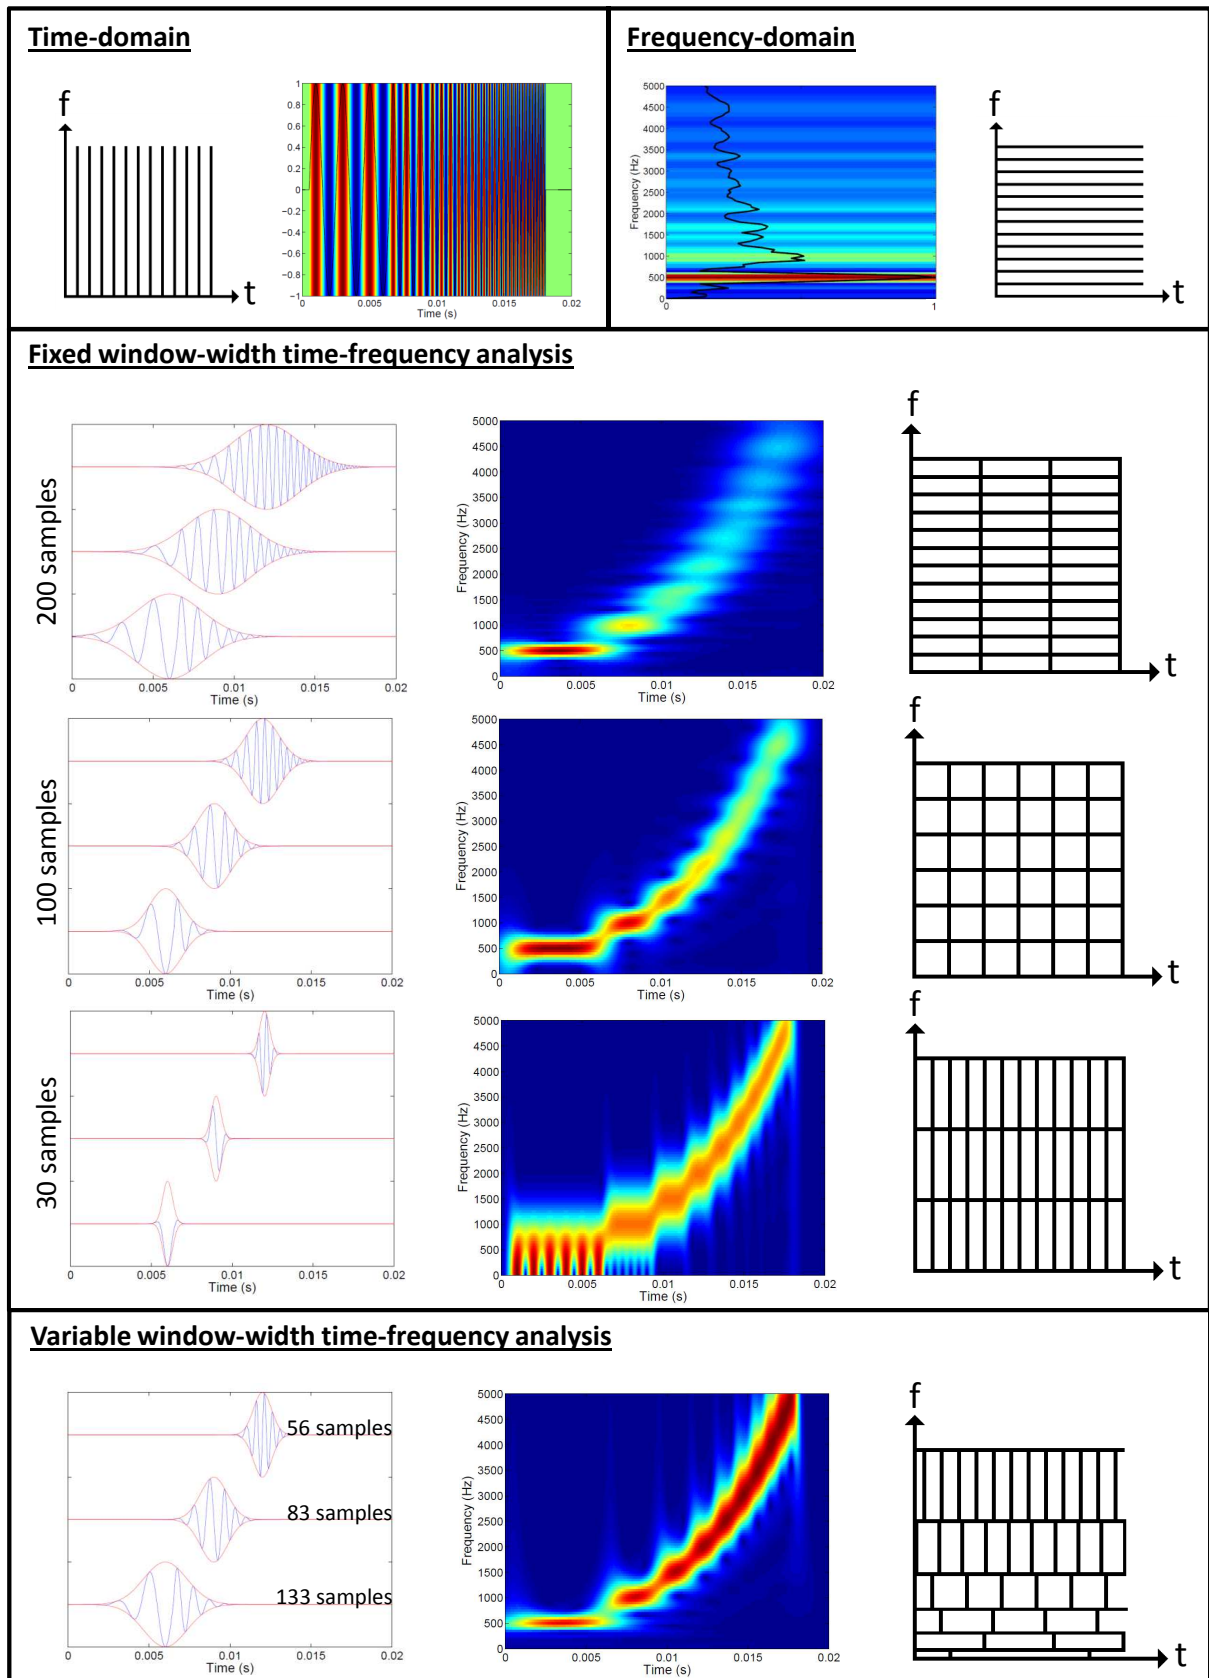 Time-domain
f
t
1
0.8
0.6
0.4
0.2
0
−0.2
−0.4
−0.6
−0.8
−1
0 0.005 0.01 0.015 0.02
Time (s)
Frequency-domain
Frequency (Hz)
5000
4500
4000
3500
3000
2500
2000
1500
1000
500
0
0 1
f
t
Fixed window-width time-frequency analysis
200 samples
0 0.005 0.01 0.015 0.02
Time (s)
Frequency (Hz)
5000
4500
4000
3500
3000
2500
2000
1500
1000
500
0
0 0.005 0.01 0.015 0.02
Time (s)
f
t
100 samples
0 0.005 0.01 0.015 0.02
Time (s)
Frequency (Hz)
5000
4500
4000
3500
3000
2500
2000
1500
1000
500
0
0 0.005 0.01 0.015 0.02
Time (s)
f
t
30 samples
0 0.005 0.01 0.015 0.02
Time (s)
Frequency (Hz)
5000
4500
4000
3500
3000
2500
2000
1500
1000
500
0
0 0.005 0.01 0.015 0.02
Time (s)
f
t
Variable window-width time-frequency analysis
56 samples
83 samples
133 samples
0 0.005 0.01 0.015 0.02
Time (s)
Frequency (Hz)
5000
4500
4000
3500
3000
2500
2000
1500
1000
500
0
0 0.005 0.01 0.015 0.02
Time (s)
f
t